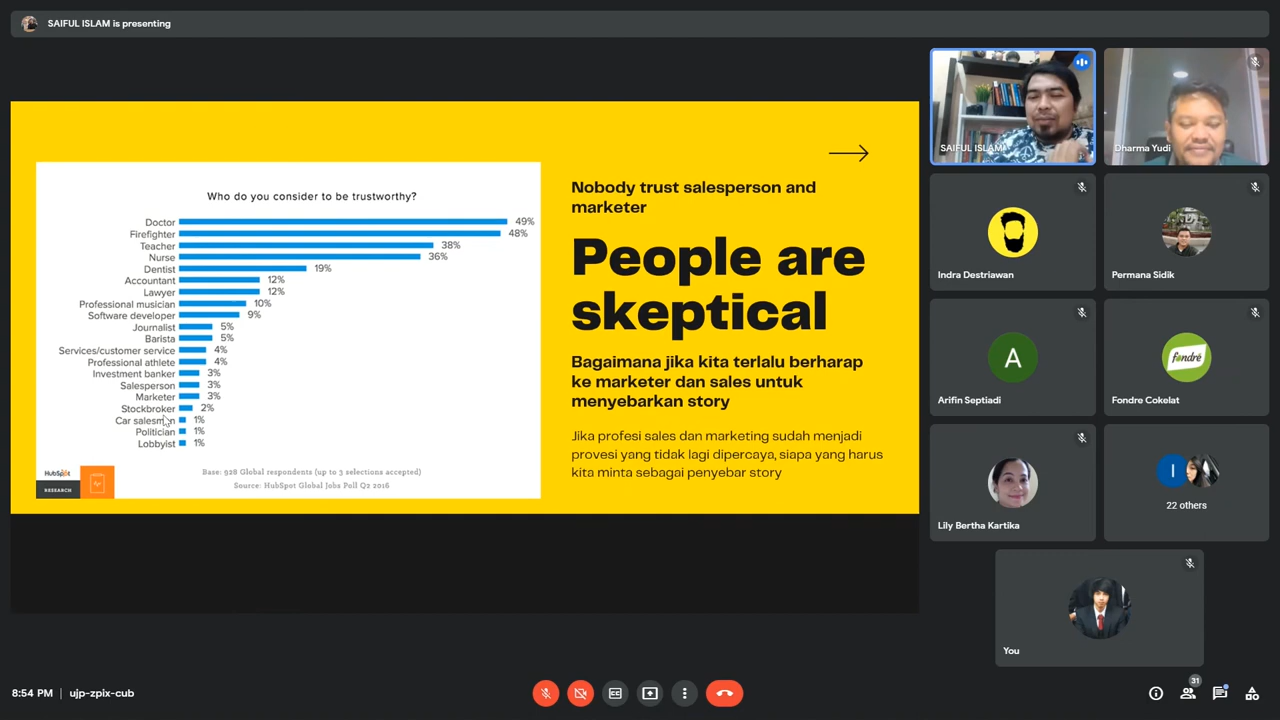 SAIFUL ISLAM is presenting
Who do you consider to be trustworthy?
Doctor 49%
Firefighter 48%
Teacher 38%
Nurse 36%
Dentist 19%
Accountant 12%
Lawyer 12%
Professional musician 10%
Software developer 9%
Journalist 5%
Barista 5%
Services/customer service 4%
Professional athlete 4%
Investment banker 3%
Salesperson 3%
Marketer 3%
Stockbroker 2%
Car salesman 1%
Politician 1%
Lobbyist 1%
Base: 928 Global respondents (up to 3 selections accepted)
Source: HubSpot Global Jobs Poll Q2 2016
HubSpot
RESEARCH
Nobody trust salesperson and
marketer
People are
skeptical
Bagaimana jika kita terlalu berharap
ke marketer dan sales untuk
menyebarkan story
Jika profesi sales dan marketing sudah menjadi
provesi yang tidak lagi dipercaya, siapa yang harus
kita minta sebagai penyebar story
SAIFUL ISLAM
Dharma Yudi
Indra Destriawan
Permana Sidik
A
Arifin Septiadi
fondré
Fondre Cokelat
Lily Bertha Kartika
I
22 others
You
8:54 PM | ujp-zpix-cub
31